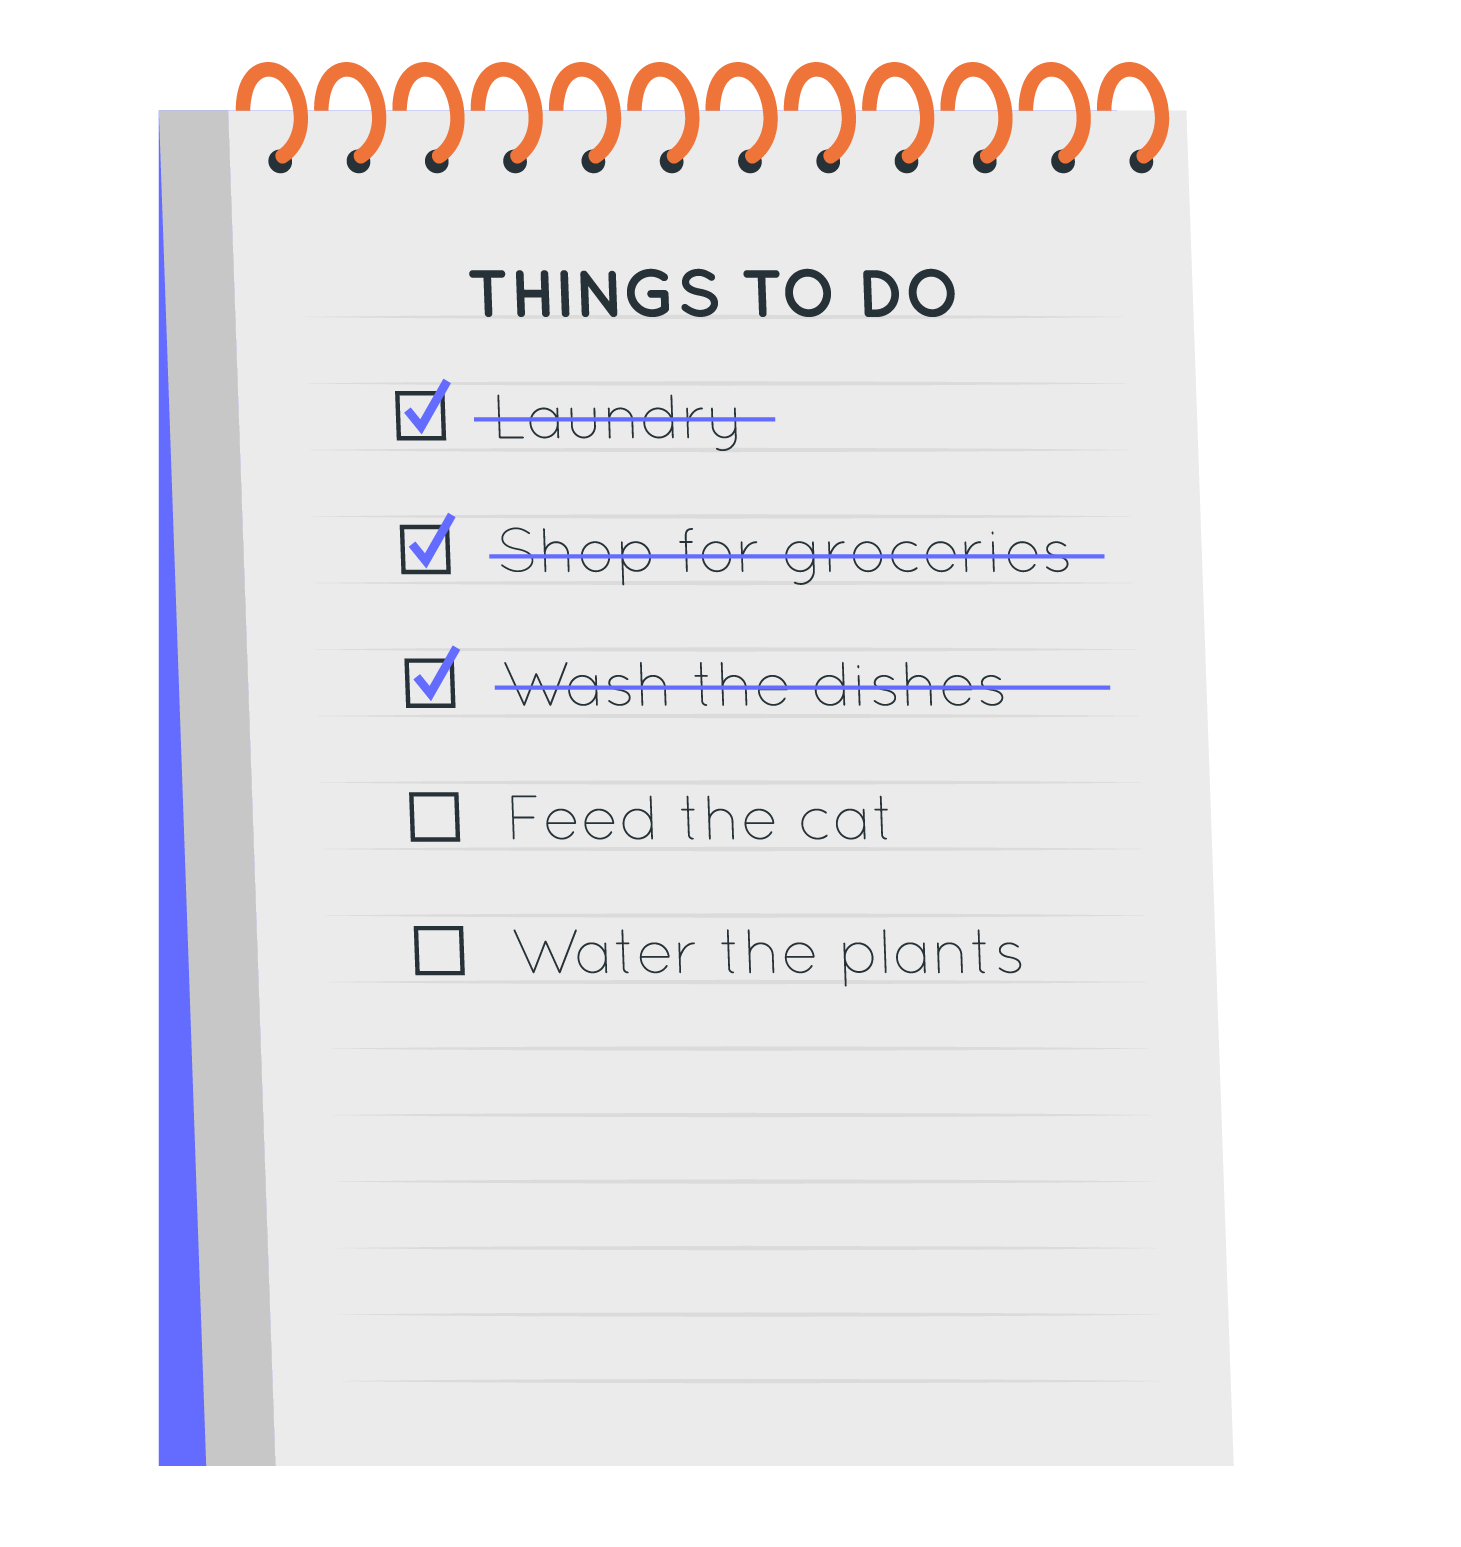 THINGS TO DO
Laundry
Shop for groceries
Wash the dishes
Feed the cat
Water the plants